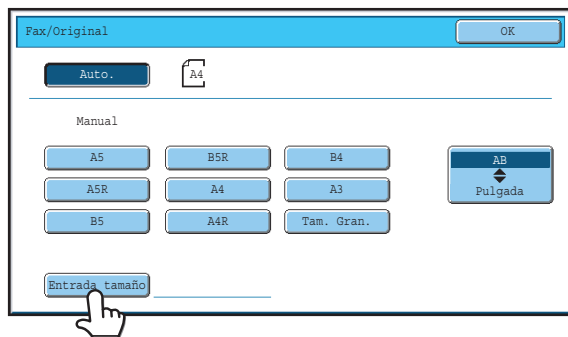 Fax/Original OK
Auto. A4
Manual
A5 B5R B4 AB
A5R A4 A3 Pulgada
B5 A4R Tam. Gran.
Entrada tamaño